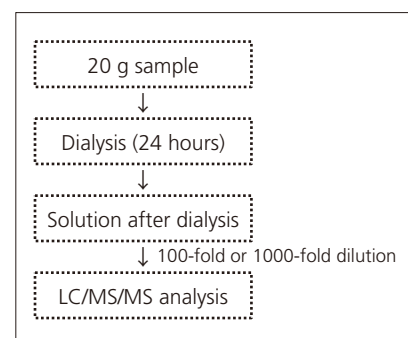 20 g sample
↓
Dialysis (24 hours)
↓
Solution after dialysis
↓ 100-fold or 1000-fold dilution
LC/MS/MS analysis